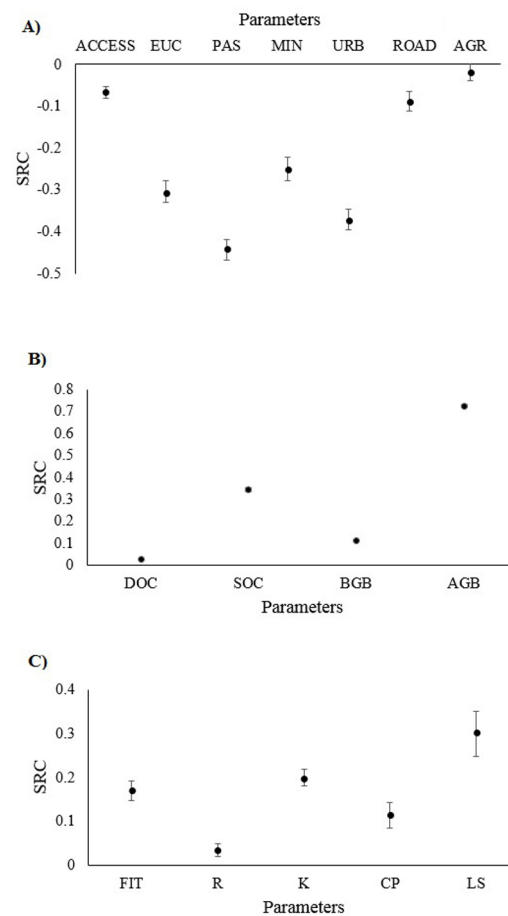 A)
Parameters
ACCESS EUC PAS MIN URB ROAD AGR
SRC
0
-0.1
-0.2
-0.3
-0.4
-0.5
B)
SRC
0.8
0.7
0.6
0.5
0.4
0.3
0.2
0.1
0
DOC SOC BGB AGB
Parameters
C)
SRC
0.4
0.3
0.2
0.1
0
FIT R K CP LS
Parameters